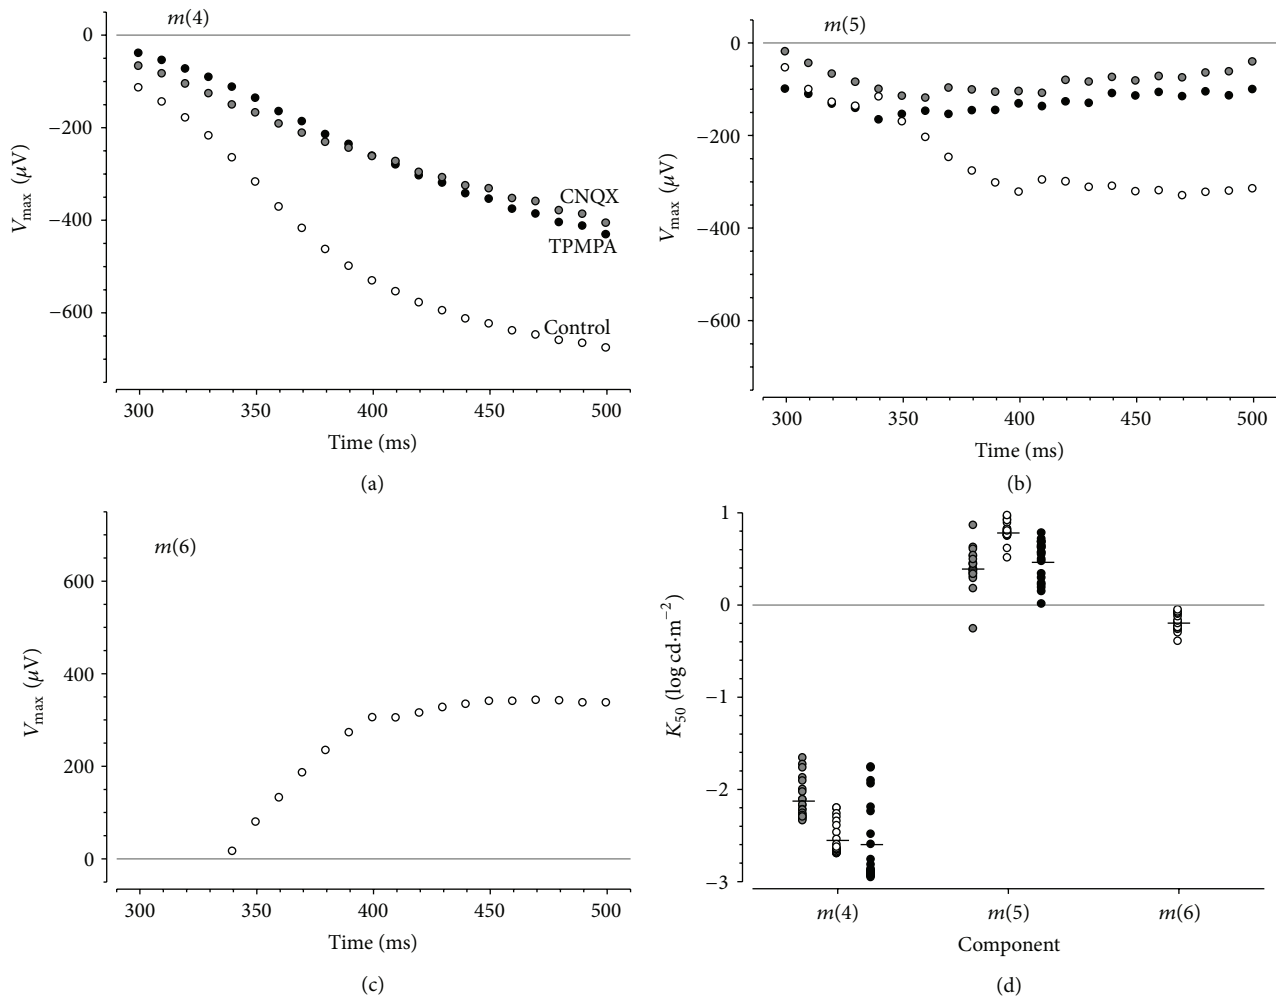 m(4)
0
−200
−400
−600
V_max (μV)
CNQX
TPMPA
Control
300 350 400 450 500
Time (ms)
(a)
m(5)
0
−200
−400
−600
V_max (μV)
300 350 400 450 500
Time (ms)
(b)
m(6)
600
400
200
0
V_max (μV)
300 350 400 450 500
Time (ms)
(c)
1
0
−1
−2
−3
K_50 (log cd·m^−2)
m(4) m(5) m(6)
Component
(d)